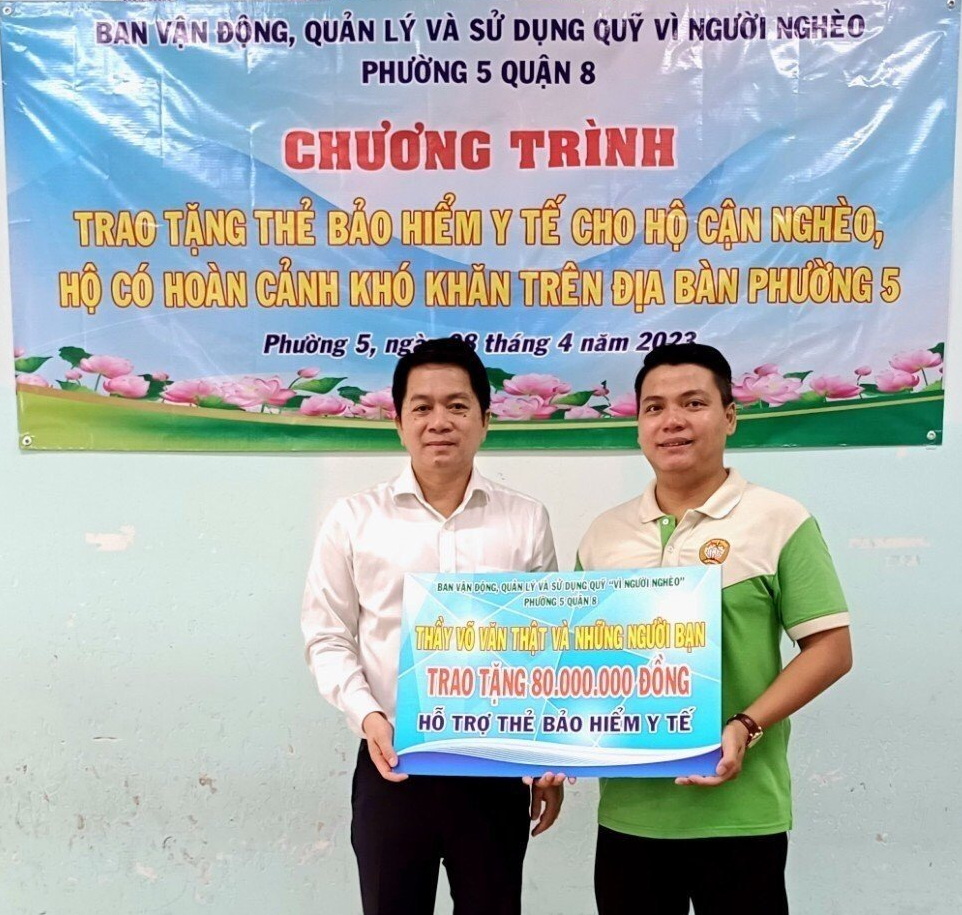 BAN VẬN ĐỘNG, QUẢN LÝ VÀ SỬ DỤNG QUỸ VÌ NGƯỜI NGHÈO
PHƯỜNG 5 QUẬN 8
CHƯƠNG TRÌNH
TRAO TẶNG THẺ BẢO HIỂM Y TẾ CHO HỘ CẬN NGHÈO,
HỘ CÓ HOÀN CẢNH KHÓ KHĂN TRÊN ĐỊA BÀN PHƯỜNG 5
Phường 5, ngày 08 tháng 4 năm 2023
BAN VẬN ĐỘNG, QUẢN LÝ VÀ SỬ DỤNG QUỸ "VÌ NGƯỜI NGHÈO"
PHƯỜNG 5 QUẬN 8
THẦY VÕ VĂN THẬT VÀ NHỮNG NGƯỜI BẠN
TRAO TẶNG 80.000.000 ĐỒNG
HỖ TRỢ THẺ BẢO HIỂM Y TẾ